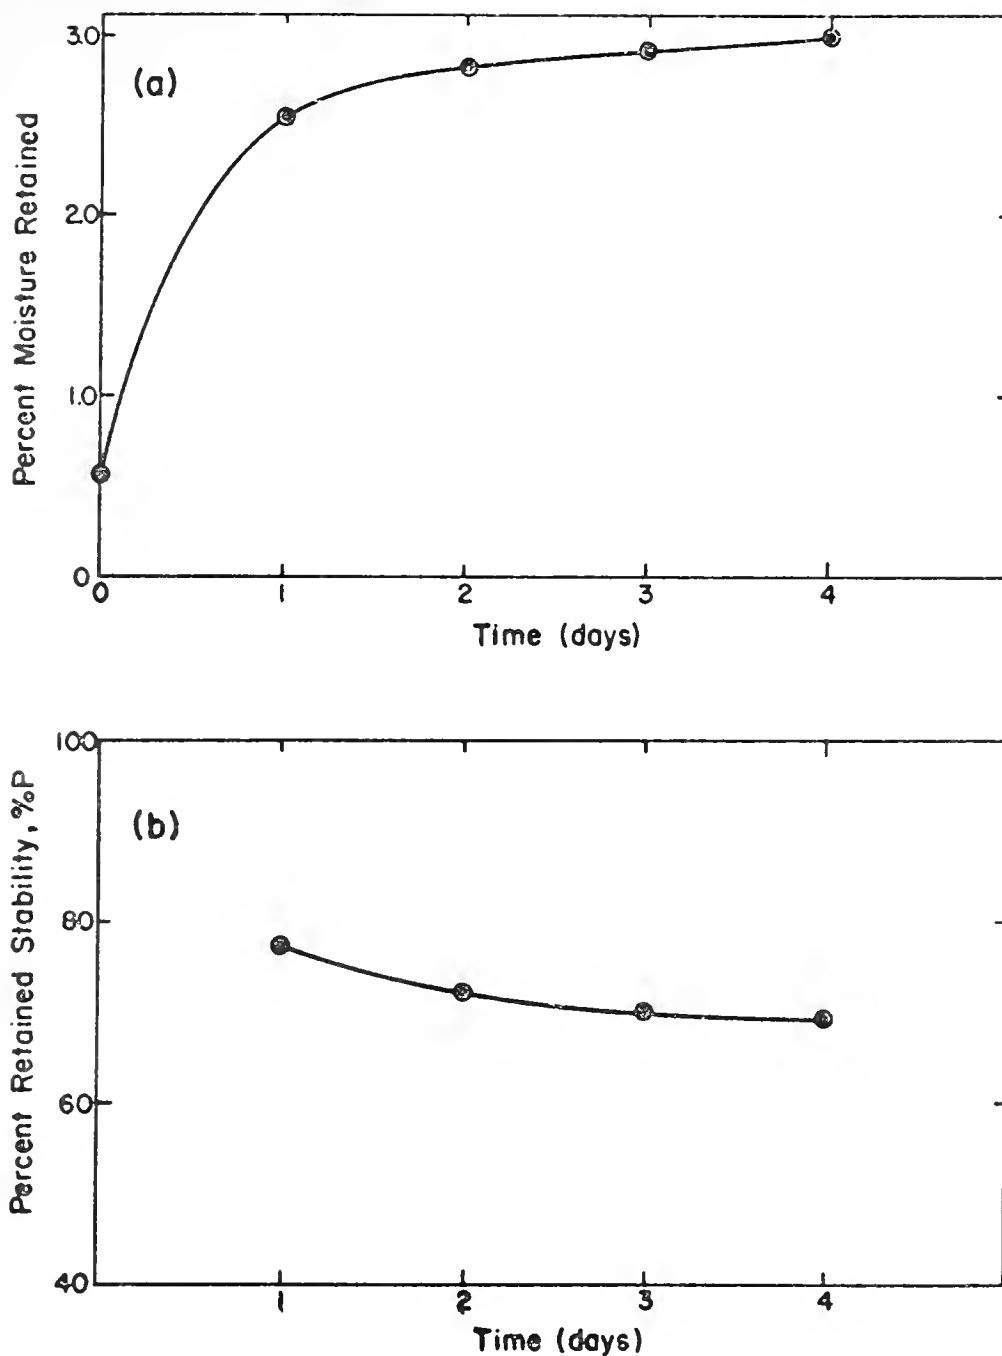 (a)
Percent Moisture Retained
3.0
2.0
1.0
0
0 1 2 3 4
Time (days)
(b)
Percent Retained Stability, %P
100
80
60
40
1 2 3 4
Time (days)